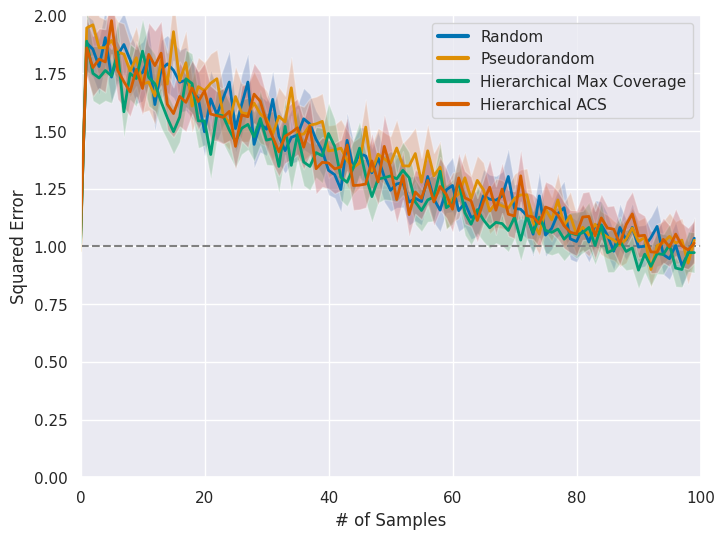 2.00
1.75
1.50
1.25
1.00
0.75
0.50
0.25
0.00
Squared Error
0 20 40 60 80 100
# of Samples
Random
Pseudorandom
Hierarchical Max Coverage
Hierarchical ACS